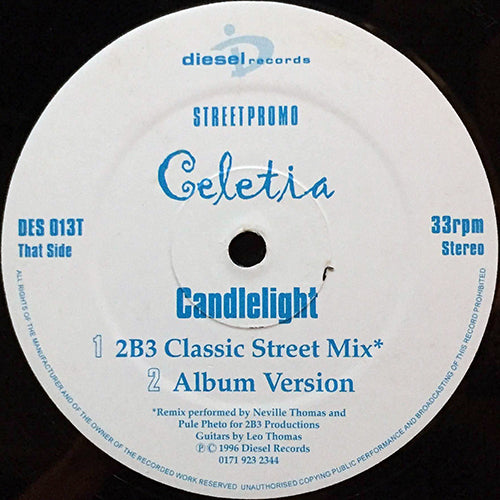 diesel records
STREETPROMO
Celetia
DES 013T
That Side
33rpm
Stereo
Candlelight
1 2B3 Classic Street Mix*
2 Album Version
*Remix performed by Neville Thomas and
Pule Pheto for 2B3 Productions
Guitars by Leo Thomas
℗ © 1996 Diesel Records
0171 923 2344
ALL RIGHTS OF THE MANUFACTURER AND OF THE OWNER OF THE RECORDED WORK RESERVED UNAUTHORISED COPYING PUBLIC PERFORMANCE AND BROADCASTING OF THIS RECORD PROHIBITED